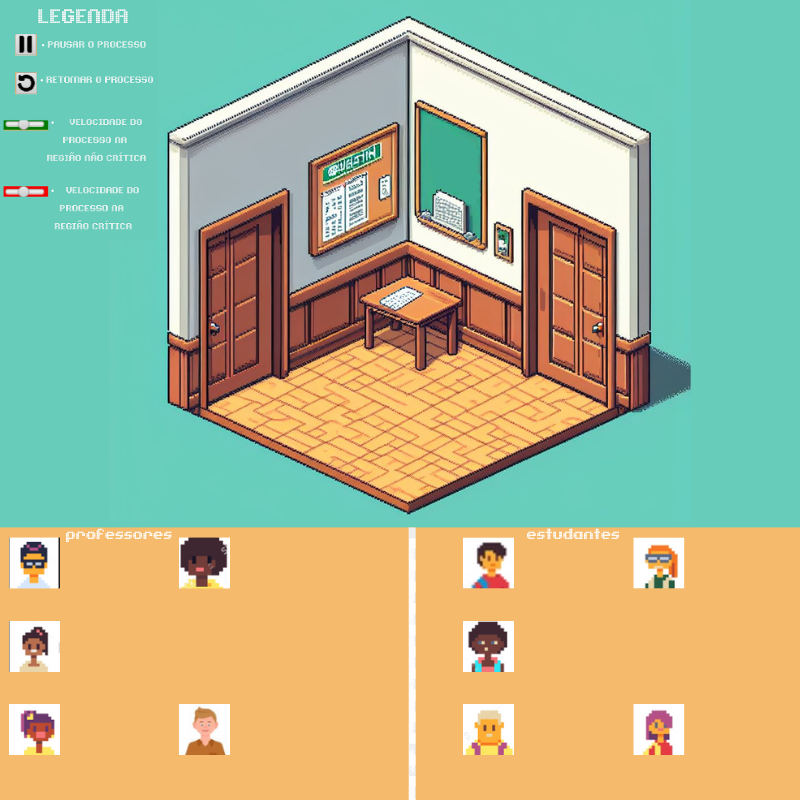 LEGENDA
• PAUSAR O PROCESSO
• RETOMAR O PROCESSO
• VELOCIDADE DO
PROCESSO NA
REGIÃO NÃO CRÍTICA
• VELOCIDADE DO
PROCESSO NA
REGIÃO CRÍTICA
professores
estudantes